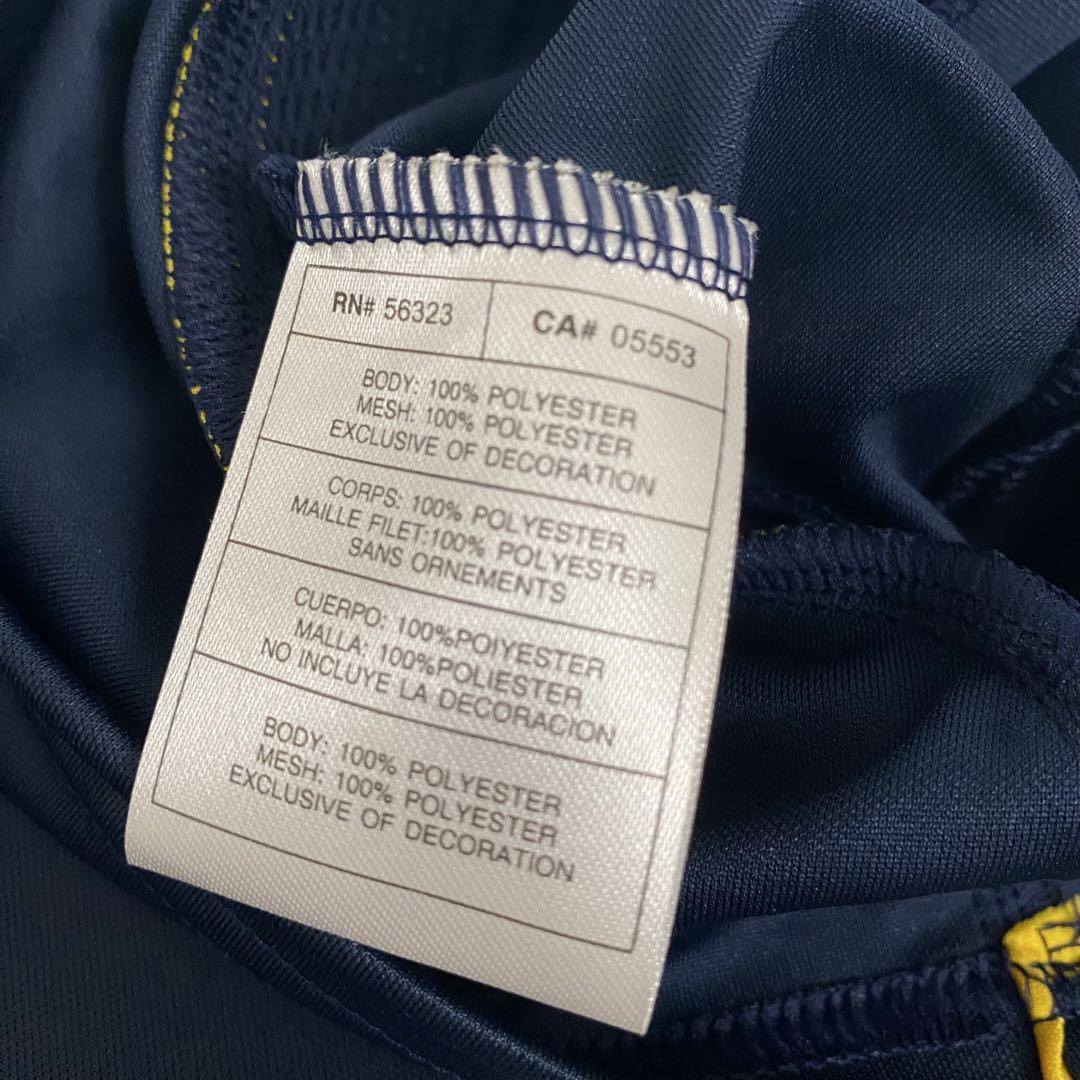 RN# 56323
CA# 05553
BODY: 100% POLYESTER
MESH: 100% POLYESTER
EXCLUSIVE OF DECORATION
CORPS: 100% POLYESTER
MAILLE FILET:100% POLYESTER
SANS ORNEMENTS
CUERPO: 100%POIYESTER
MALLA: 100%POLIESTER
NO INCLUYE LA DECORACION
BODY: 100% POLYESTER
MESH: 100% POLYESTER
EXCLUSIVE OF DECORATION